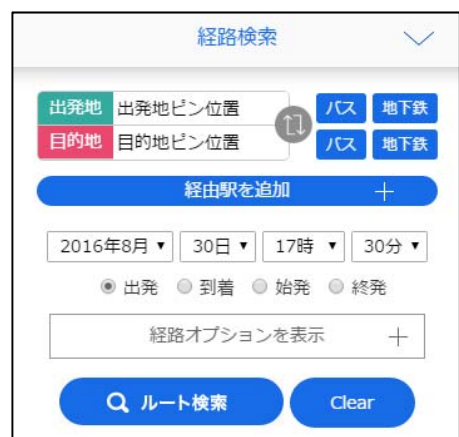 経路検索
出発地 出発地ピン位置 バス 地下鉄
目的地 目的地ピン位置 バス 地下鉄
経由駅を追加 +
2016年8月 ▼ 30日 ▼ 17時 ▼ 30分 ▼
出発 到着 始発 終発
経路オプションを表示 +
ルート検索 Clear